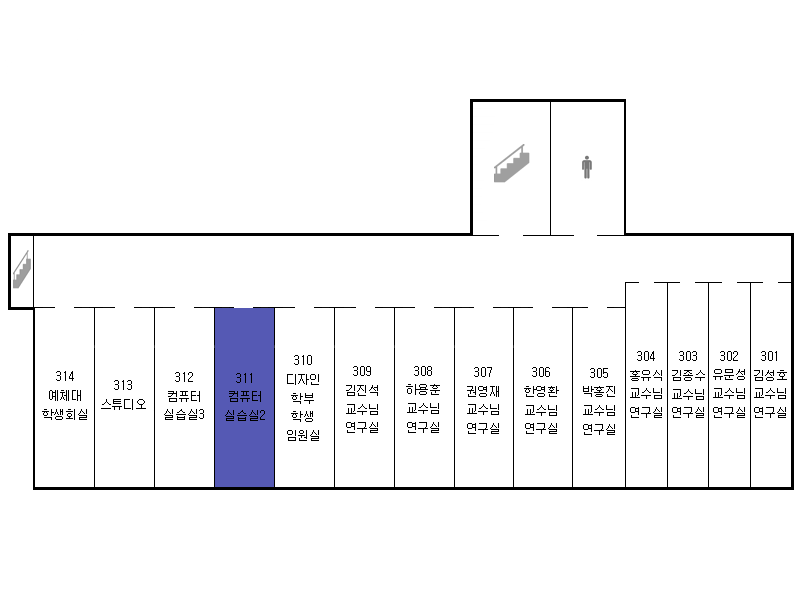 314
예체대
학생회실
313
스튜디오
312
컴퓨터
실습실3
311
컴퓨터
실습실2
310
디자인
학부
학생
임원실
309
김진석
교수님
연구실
308
하용훈
교수님
연구실
307
권영재
교수님
연구실
306
한영환
교수님
연구실
305
박홍진
교수님
연구실
304
홍유식
교수님
연구실
303
김종수
교수님
연구실
302
유문성
교수님
연구실
301
김성호
교수님
연구실